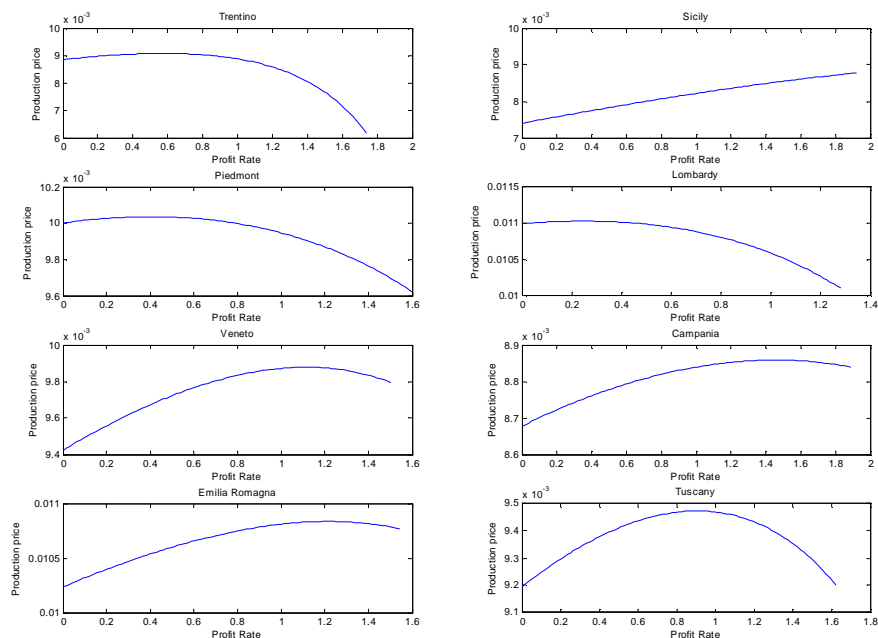 Trentino
x 10⁻³
10
9
8
7
6
Production price
0 0.2 0.4 0.6 0.8 1 1.2 1.4 1.6 1.8 2
Profit Rate
Sicily
x 10⁻³
10
9
8
7
Production price
0 0.2 0.4 0.6 0.8 1 1.2 1.4 1.6 1.8 2
Profit Rate
Piedmont
x 10⁻³
10.2
10
9.8
9.6
Production price
0 0.2 0.4 0.6 0.8 1 1.2 1.4 1.6
Profit Rate
Lombardy
0.0115
0.011
0.0105
0.01
Production price
0 0.2 0.4 0.6 0.8 1 1.2 1.4
Profit Rate
Veneto
x 10⁻³
10
9.8
9.6
9.4
Production price
0 0.2 0.4 0.6 0.8 1 1.2 1.4 1.6
Profit Rate
Campania
x 10⁻³
8.9
8.8
8.7
8.6
Production price
0 0.2 0.4 0.6 0.8 1 1.2 1.4 1.6 1.8 2
Profit Rate
Emilia Romagna
0.011
0.0105
0.01
Production price
0 0.2 0.4 0.6 0.8 1 1.2 1.4 1.6
Profit Rate
Tuscany
x 10⁻³
9.5
9.4
9.3
9.2
9.1
Production price
0 0.2 0.4 0.6 0.8 1 1.2 1.4 1.6 1.8
Profit Rate